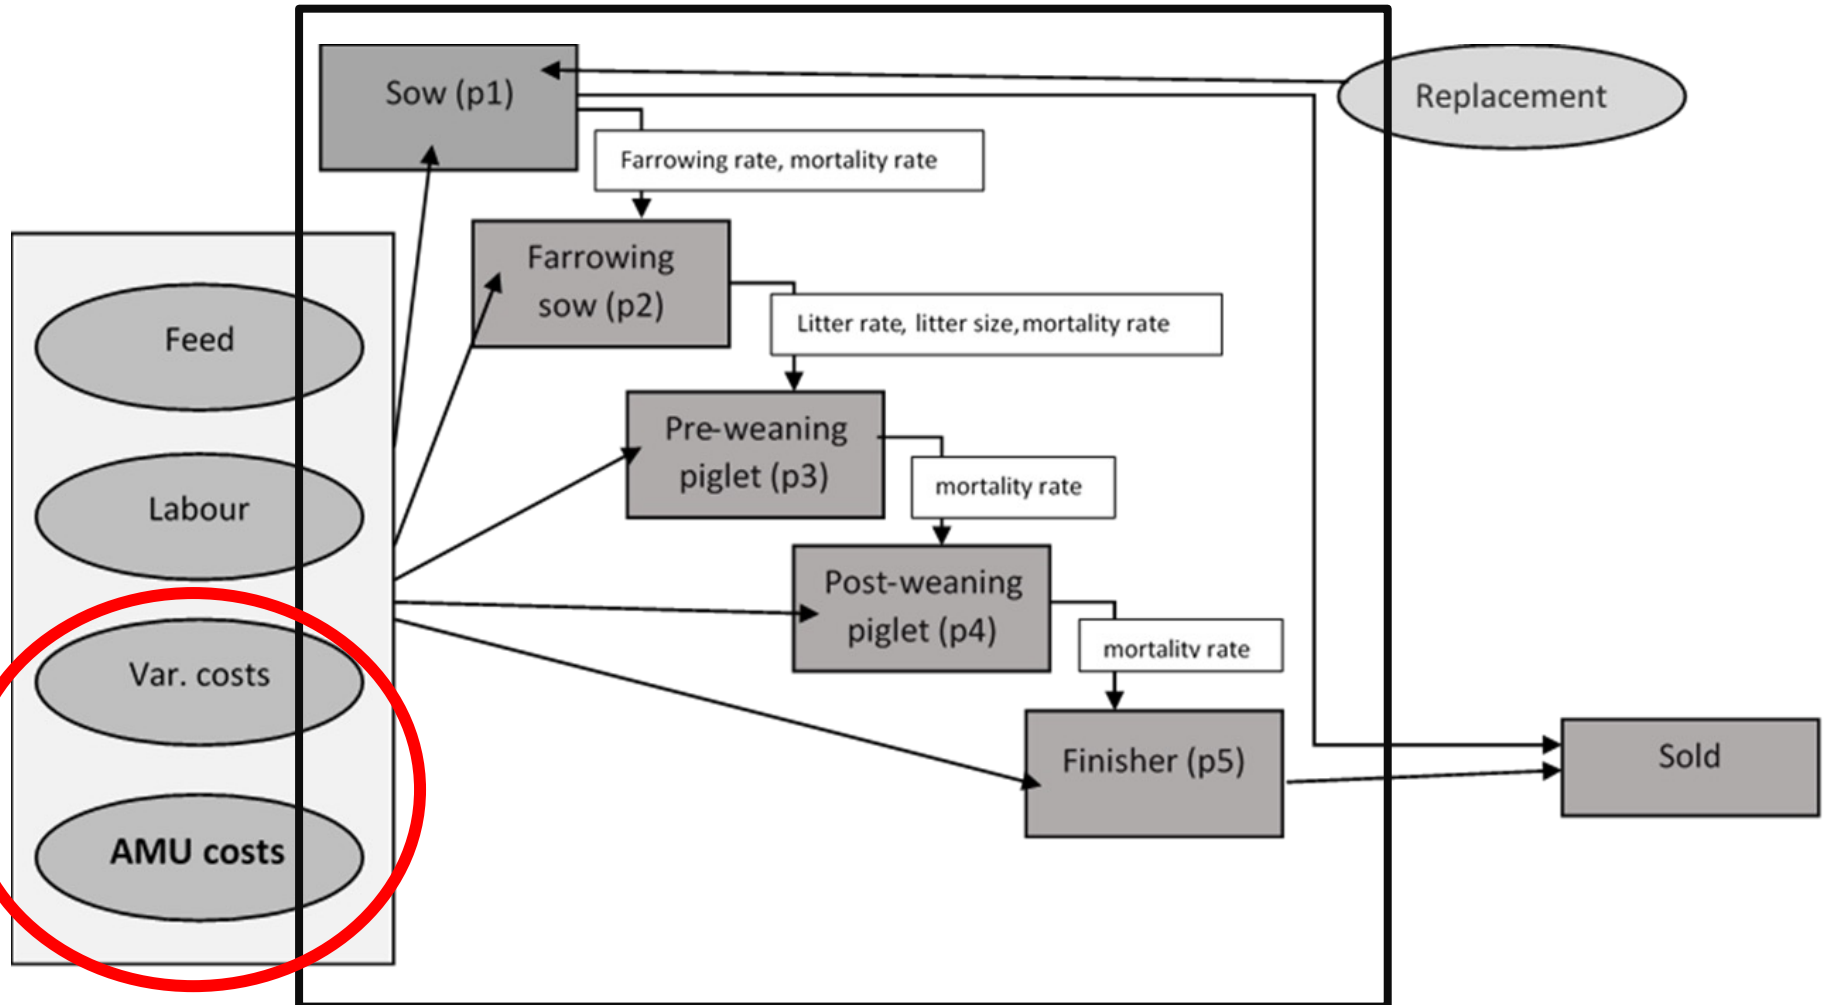 Sow (p1)
Replacement
Farrowing rate, mortality rate
Farrowing
sow (p2)
Litter rate, litter size, mortality rate
Pre-weaning
piglet (p3)
mortality rate
Post-weaning
piglet (p4)
mortality rate
Finisher (p5)
Sold
Feed
Labour
Var. costs
AMU costs